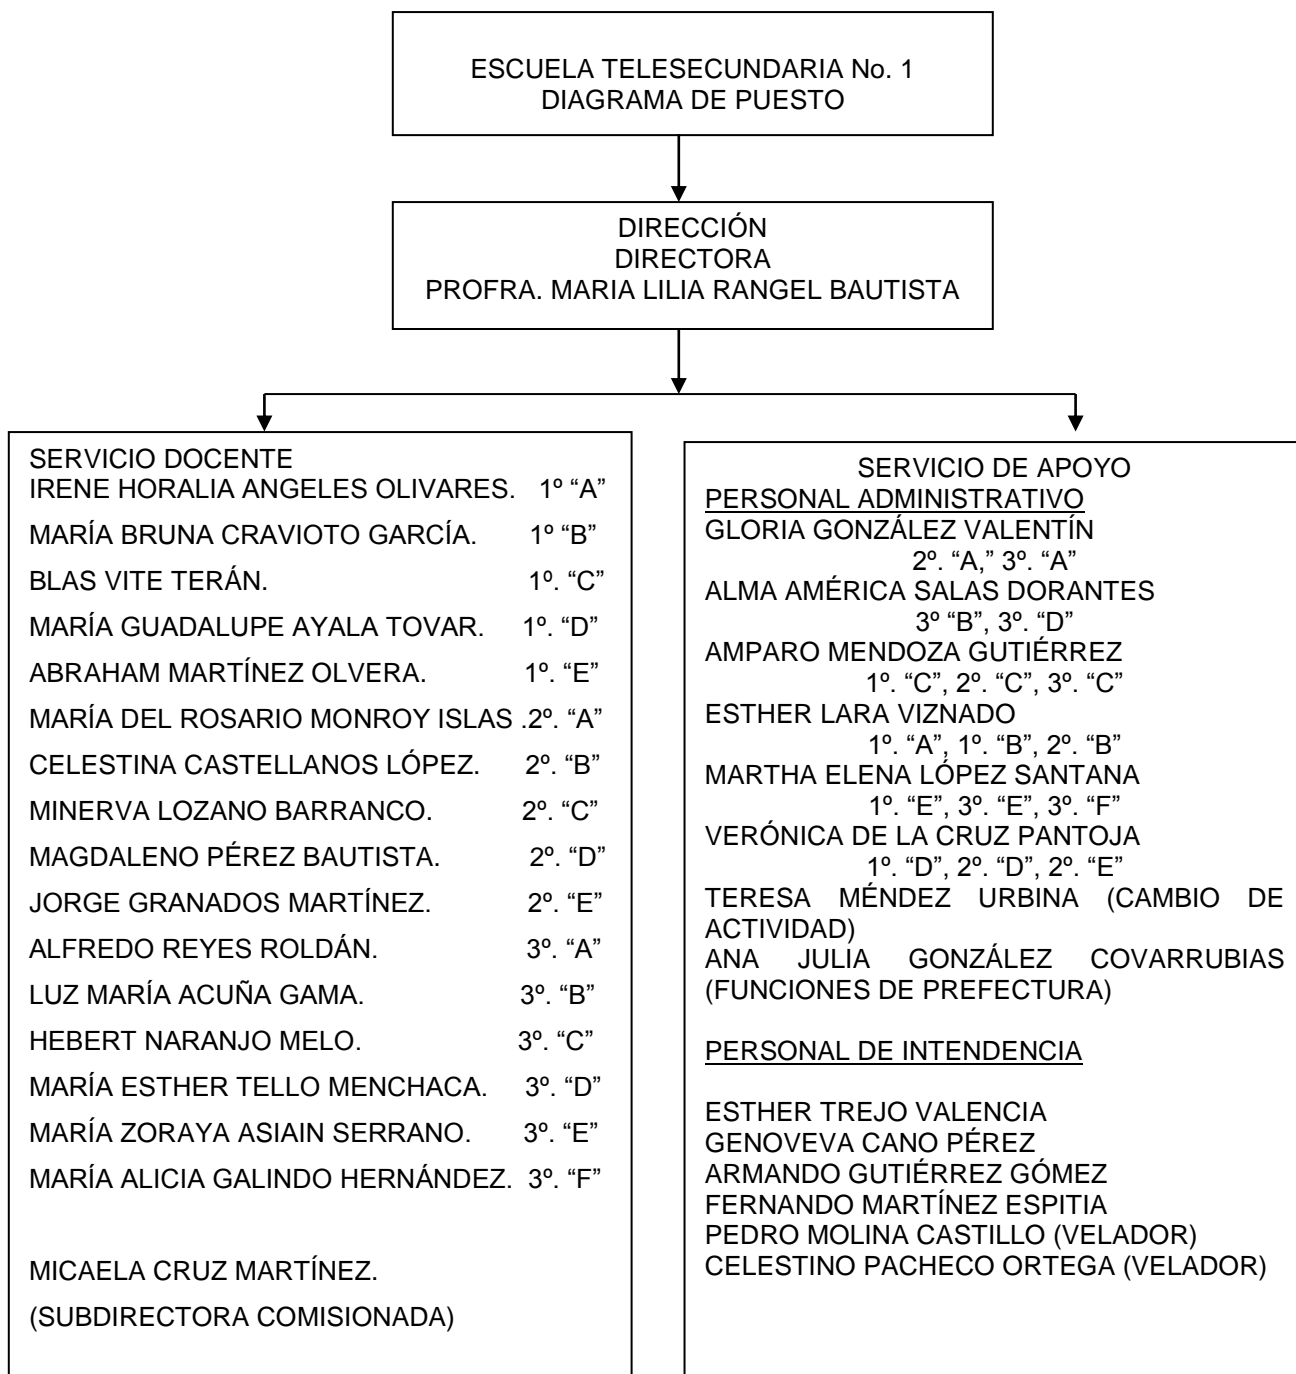 ESCUELA TELESECUNDARIA No. 1
DIAGRAMA DE PUESTO
DIRECCIÓN
DIRECTORA
PROFRA. MARIA LILIA RANGEL BAUTISTA
SERVICIO DOCENTE
IRENE HORALIA ANGELES OLIVARES. 1º “A”
MARÍA BRUNA CRAVIOTO GARCÍA. 1º “B”
BLAS VITE TERÁN. 1º. “C”
MARÍA GUADALUPE AYALA TOVAR. 1º. “D”
ABRAHAM MARTÍNEZ OLVERA. 1º. “E”
MARÍA DEL ROSARIO MONROY ISLAS .2º. “A”
CELESTINA CASTELLANOS LÓPEZ. 2º. “B”
MINERVA LOZANO BARRANCO. 2º. “C”
MAGDALENO PÉREZ BAUTISTA. 2º. “D”
JORGE GRANADOS MARTÍNEZ. 2º. “E”
ALFREDO REYES ROLDÁN. 3º. “A”
LUZ MARÍA ACUÑA GAMA. 3º. “B”
HEBERT NARANJO MELO. 3º. “C”
MARÍA ESTHER TELLO MENCHACA. 3º. “D”
MARÍA ZORAYA ASIAIN SERRANO. 3º. “E”
MARÍA ALICIA GALINDO HERNÁNDEZ. 3º. “F”
MICAELA CRUZ MARTÍNEZ.
(SUBDIRECTORA COMISIONADA)
SERVICIO DE APOYO
PERSONAL ADMINISTRATIVO
GLORIA GONZÁLEZ VALENTÍN
2º. “A,” 3º. “A”
ALMA AMÉRICA SALAS DORANTES
3º “B”, 3º. “D”
AMPARO MENDOZA GUTIÉRREZ
1º. “C”, 2º. “C”, 3º. “C”
ESTHER LARA VIZNADO
1º. “A”, 1º. “B”, 2º. “B”
MARTHA ELENA LÓPEZ SANTANA
1º. “E”, 3º. “E”, 3º. “F”
VERÓNICA DE LA CRUZ PANTOJA
1º. “D”, 2º. “D”, 2º. “E”
TERESA MÉNDEZ URBINA (CAMBIO DE
ACTIVIDAD)
ANA JULIA GONZÁLEZ COVARRUBIAS
(FUNCIONES DE PREFECTURA)
PERSONAL DE INTENDENCIA
ESTHER TREJO VALENCIA
GENOVEVA CANO PÉREZ
ARMANDO GUTIÉRREZ GÓMEZ
FERNANDO MARTÍNEZ ESPITIA
PEDRO MOLINA CASTILLO (VELADOR)
CELESTINO PACHECO ORTEGA (VELADOR)